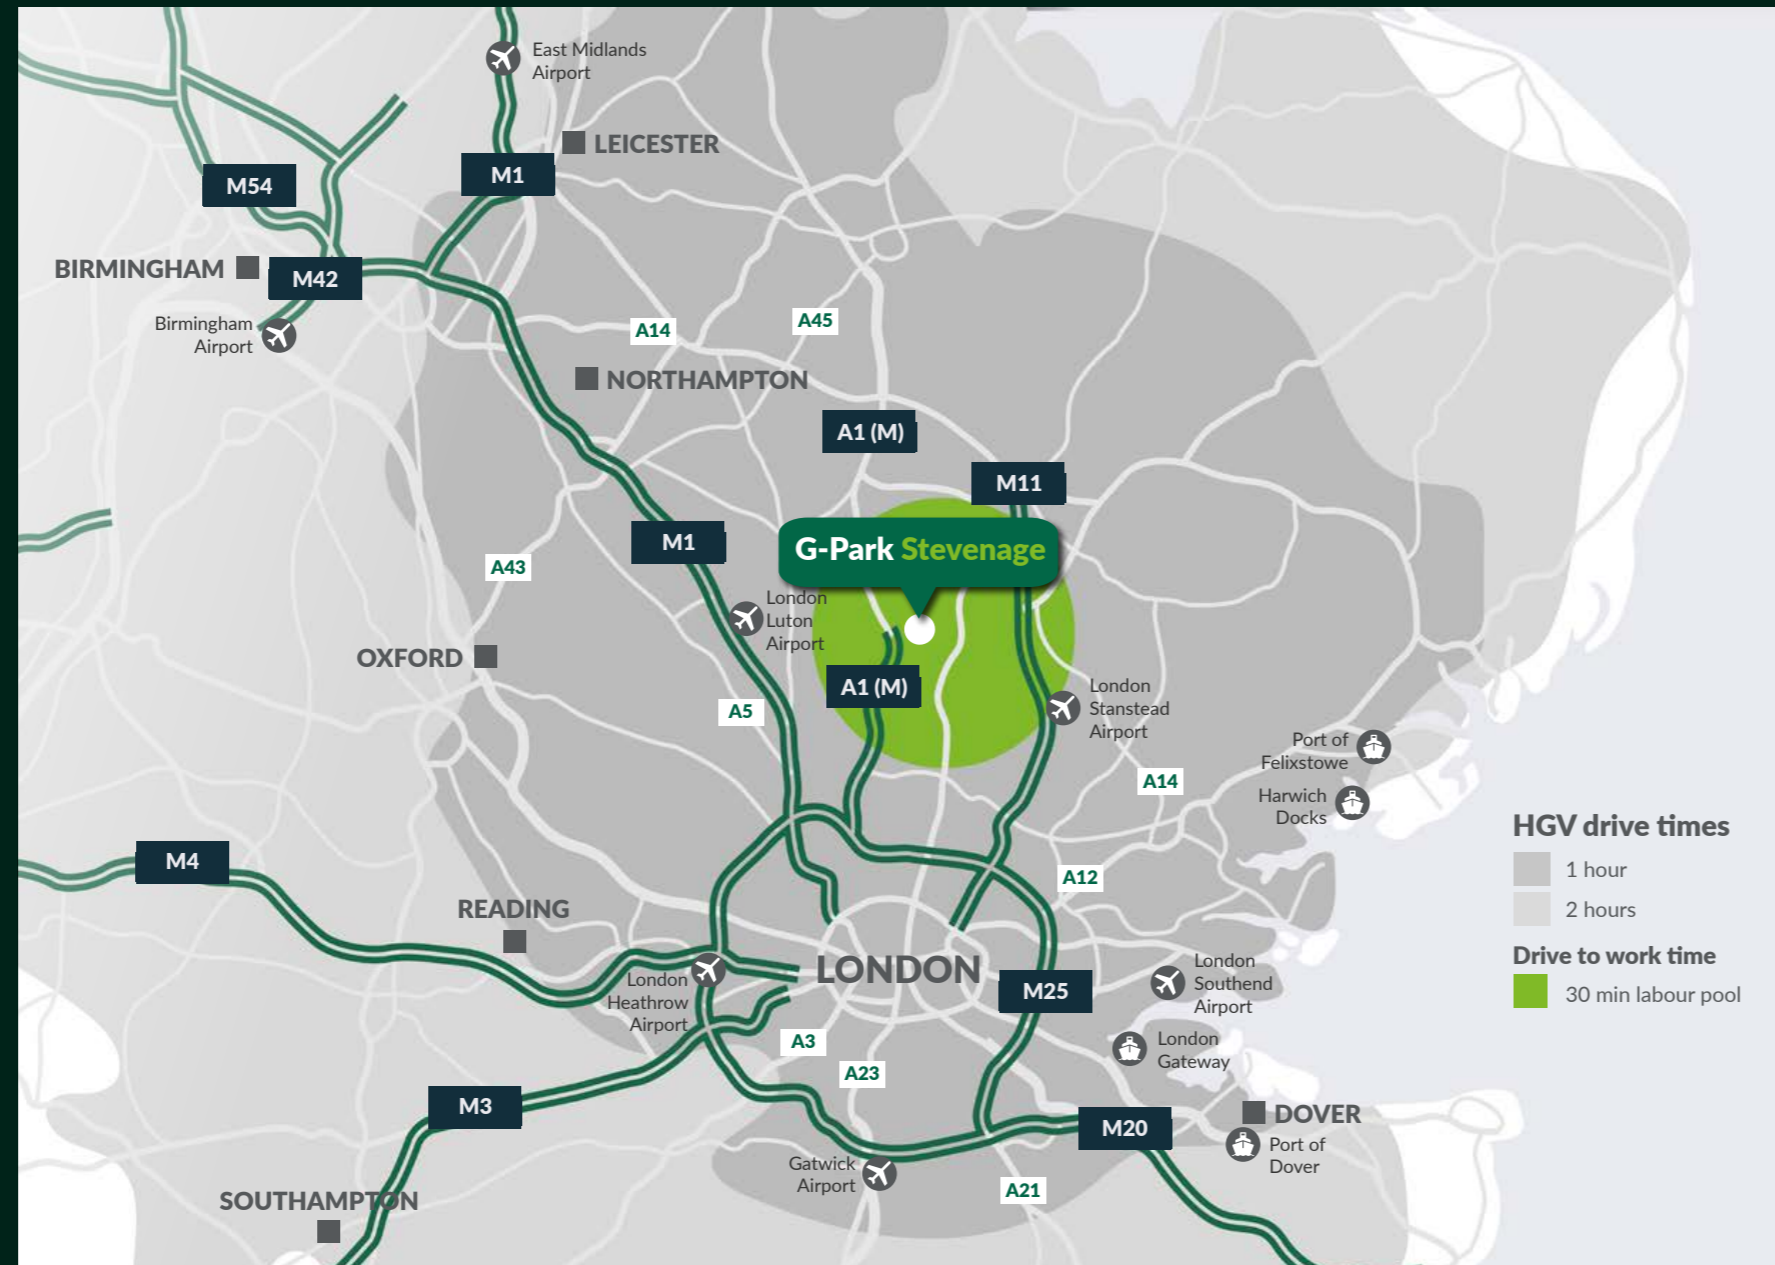 East Midlands
Airport
LEICESTER
M1
M54
BIRMINGHAM
M42
Birmingham
Airport
A14
A45
NORTHAMPTON
A1 (M)
M11
M1
G-Park Stevenage
A43
London
Luton
Airport
OXFORD
A1 (M)
A5
London
Stanstead
Airport
Port of
Felixstowe
A14
Harwich
Docks
HGV drive times
1 hour
2 hours
Drive to work time
30 min labour pool
M4
A12
READING
LONDON
London
Heathrow
Airport
M25
London
Southend
Airport
A3
London
Gateway
A23
M3
M20
DOVER
Port of
Dover
Gatwick
Airport
A21
SOUTHAMPTON